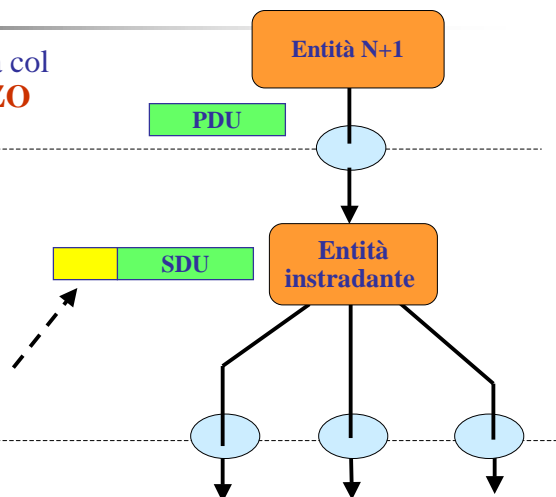 Entità N+1
col
ZO
PDU
SDU
Entità
instradante